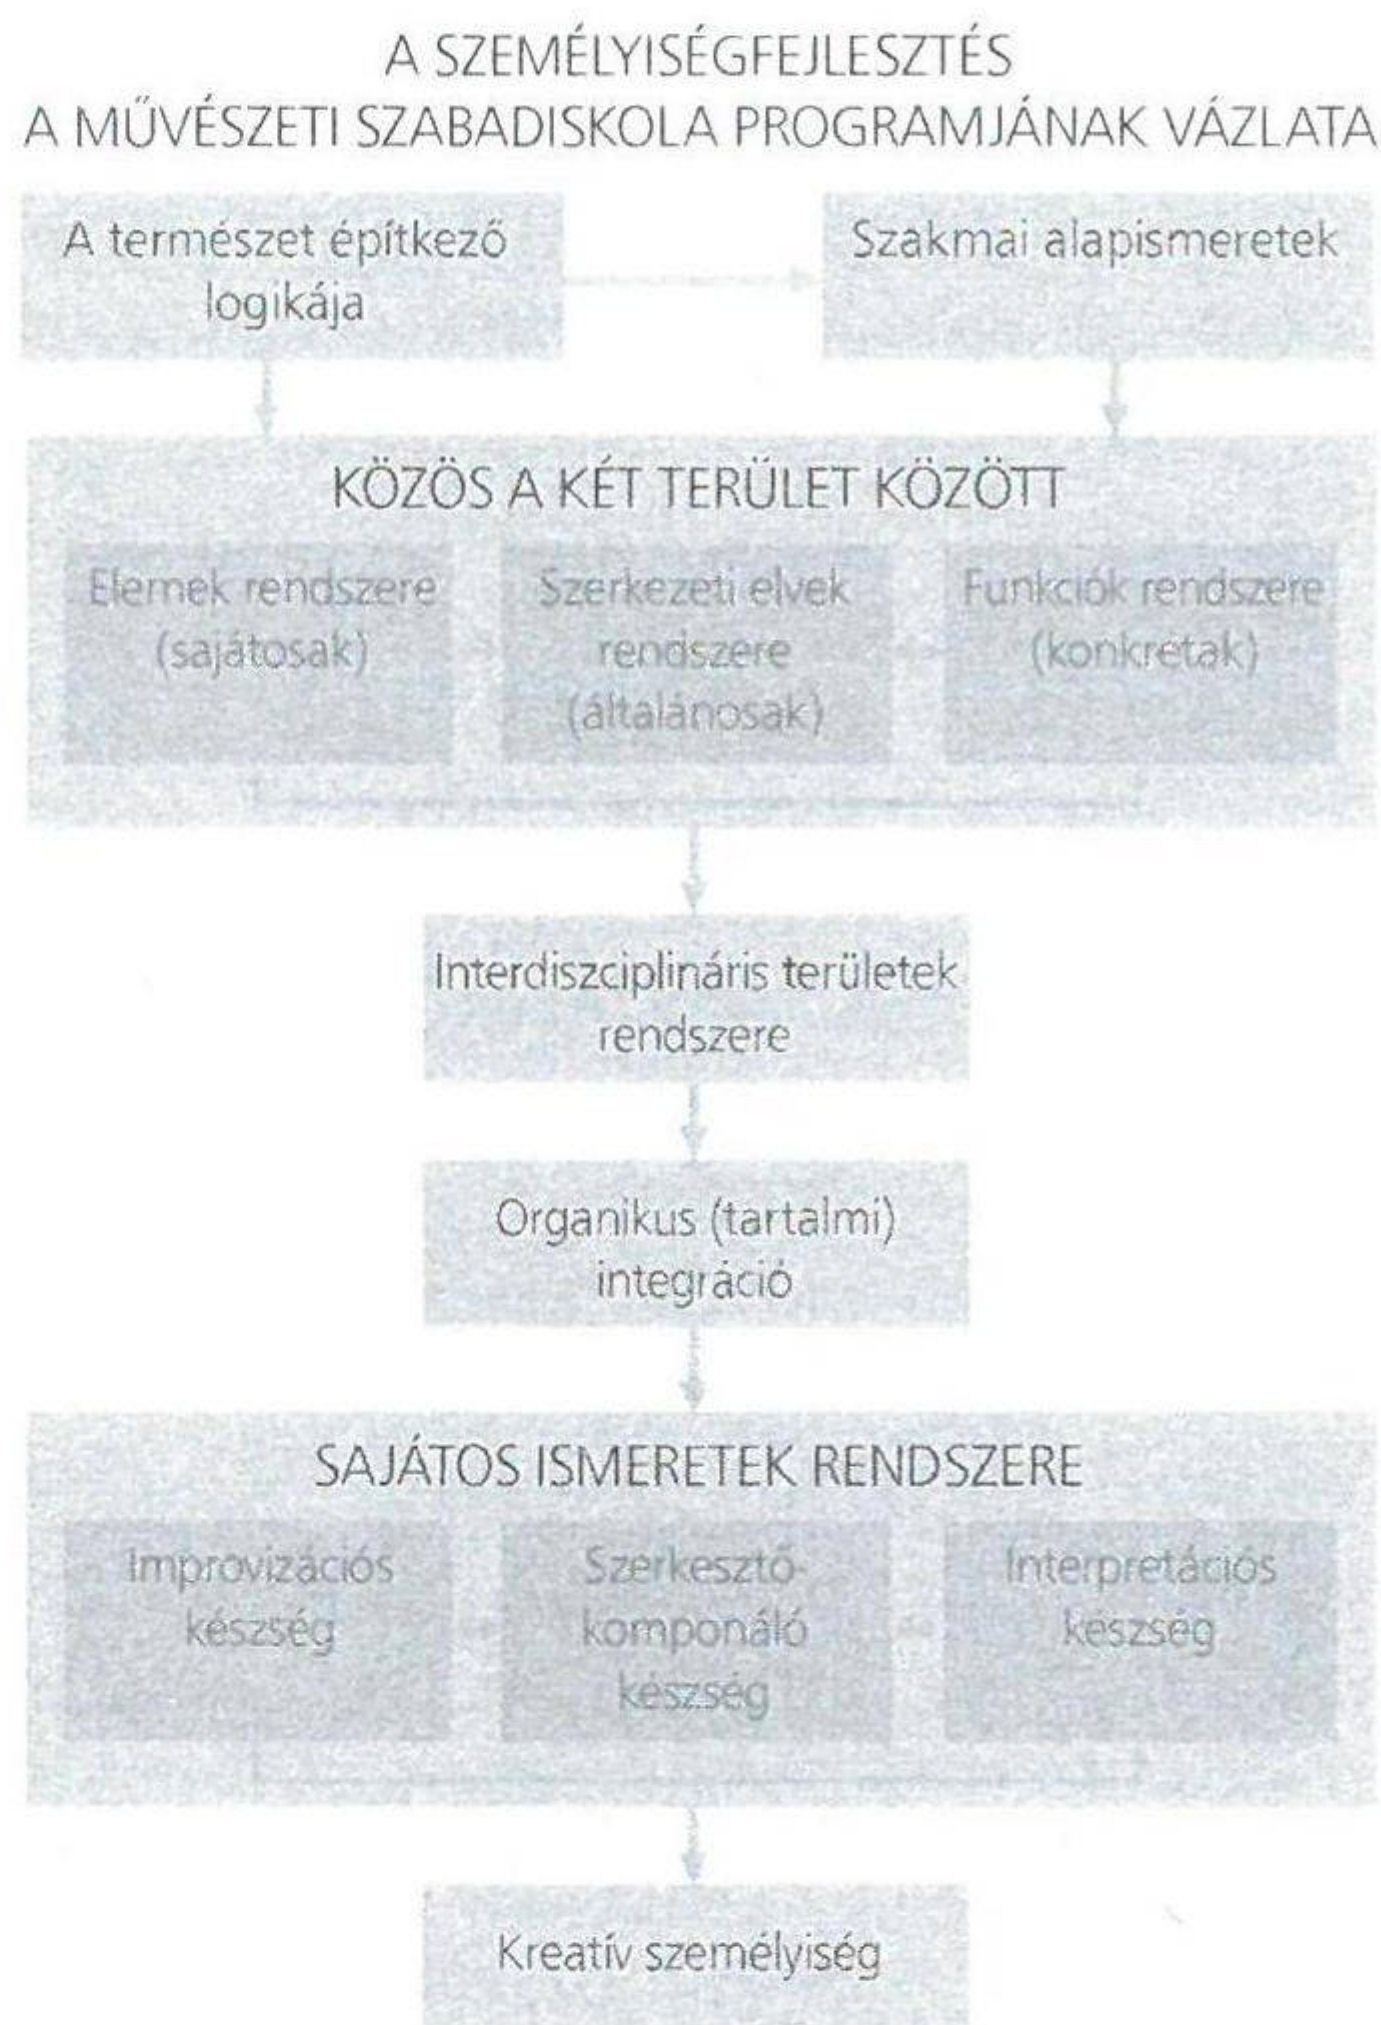 A SZEMÉLYISÉGFEJLESZTÉS
A MŰVÉSZETI SZABADISKOLA PROGRAMJÁNAK VÁZLATA
A természet építkező
logikája
Szakmai alapismeretek
KÖZÖS A KÉT TERÜLET KÖZÖTT
Elemek rendszere
(sajátosak)
Szerkezeti elvek
rendszere
(általánosak)
Funkciók rendszere
(konkrétak)
Interdiszciplináris területek
rendszere
Organikus (tartalmi)
integráció
SAJÁTOS ISMERETEK RENDSZERE
Improvizációs
készség
Szerkesztő-
komponáló
készség
Interpretációs
készség
Kreatív személyiség